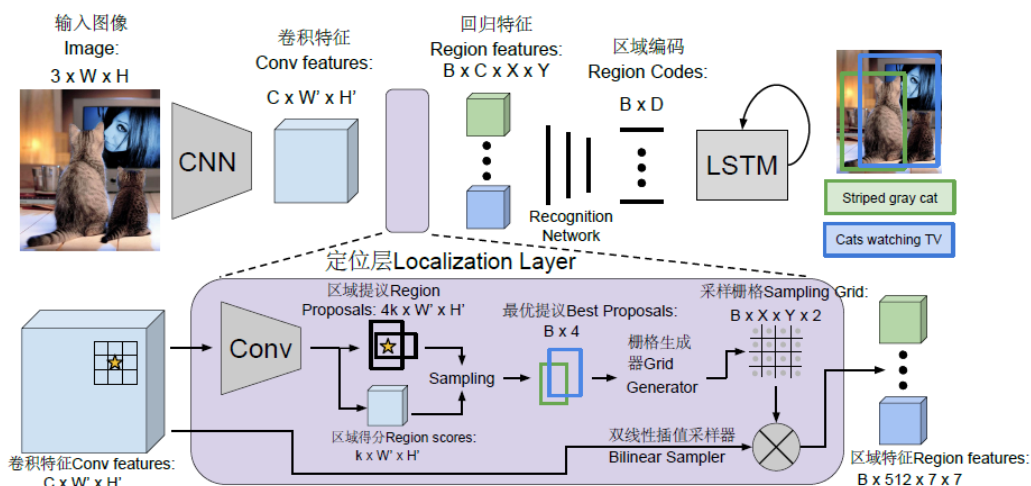 输入图像
Image:
3 x W x H
卷积特征
Conv features:
C x W' x H'
回归特征
Region features:
B x C x X x Y
区域编码
Region Codes:
B x D
CNN
Recognition
Network
LSTM
Striped gray cat
Cats watching TV
定位层Localization Layer
区域提议Region
Proposals: 4k x W' x H'
Conv
Sampling
区域得分Region scores:
k x W' x H'
最优提议Best Proposals:
B x 4
栅格生成
器Grid
Generator
采样栅格Sampling Grid:
B x X x Y x 2
双线性插值采样器
Bilinear Sampler
卷积特征Conv features:
C x W' x H'
区域特征Region features:
B x 512 x 7 x 7